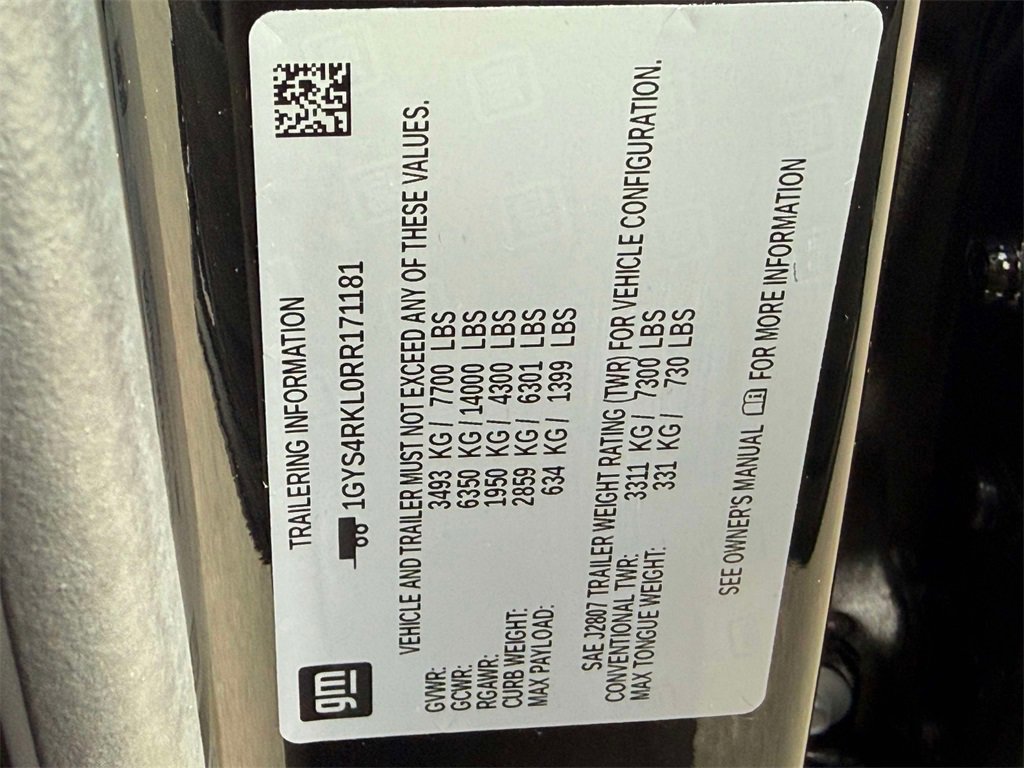 gm
TRAILERING INFORMATION
1GYS4RKL0RR171181
VEHICLE AND TRAILER MUST NOT EXCEED ANY OF THESE VALUES.
GVWR: 3493 KG / 7700 LBS
GCWR: 6350 KG / 14000 LBS
RGAWR: 1950 KG / 4300 LBS
CURB WEIGHT: 2859 KG / 6301 LBS
MAX PAYLOAD: 634 KG / 1399 LBS
SAE J2807 TRAILER WEIGHT RATING (TWR) FOR VEHICLE CONFIGURATION.
CONVENTIONAL TWR: 3311 KG / 7300 LBS
MAX TONGUE WEIGHT: 331 KG / 730 LBS
SEE OWNER'S MANUAL i FOR MORE INFORMATION